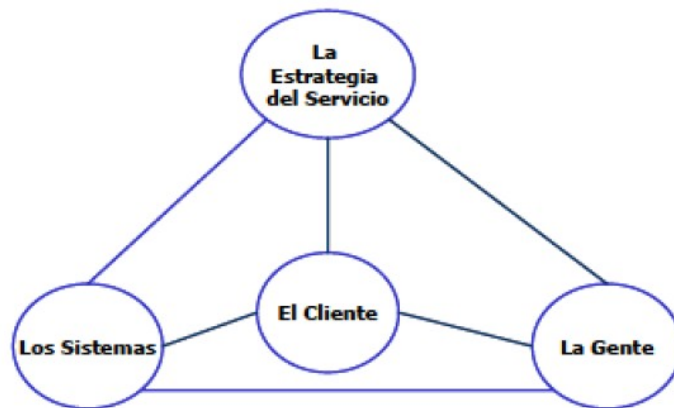 La
Estrategia
del Servicio
El Cliente
Los Sistemas
La Gente